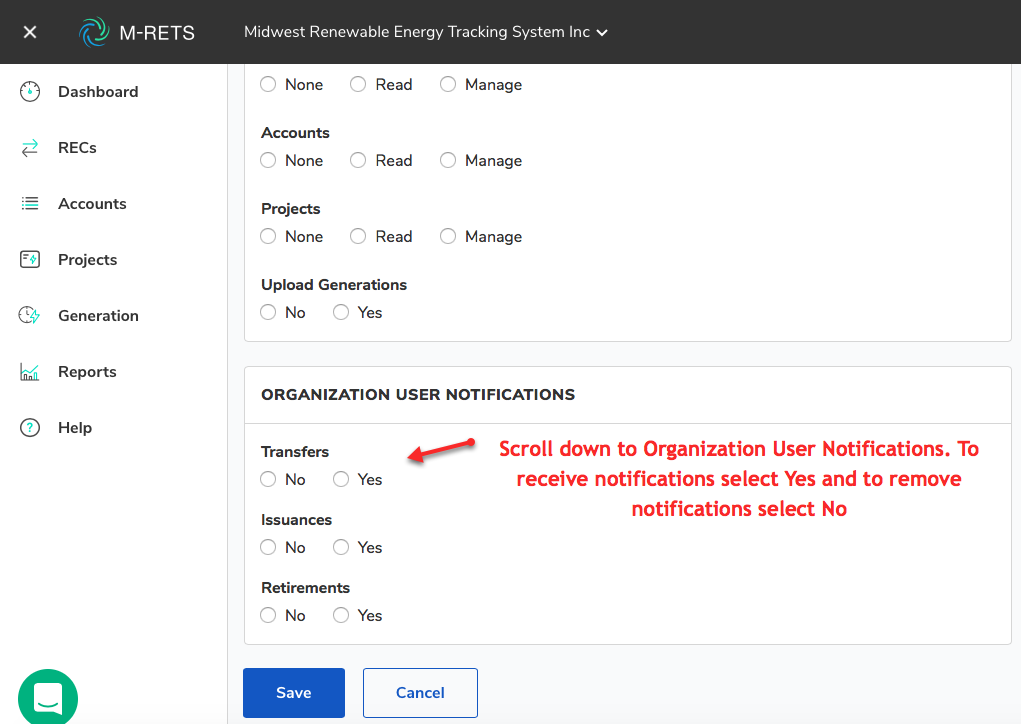 M-RETS
Midwest Renewable Energy Tracking System Inc
Dashboard
RECs
Accounts
Projects
Generation
Reports
Help
None Read Manage
Accounts
None Read Manage
Projects
None Read Manage
Upload Generations
No Yes
ORGANIZATION USER NOTIFICATIONS
Transfers
No Yes
Issuances
No Yes
Retirements
No Yes
Scroll down to Organization User Notifications. To
receive notifications select Yes and to remove
notifications select No
Save Cancel